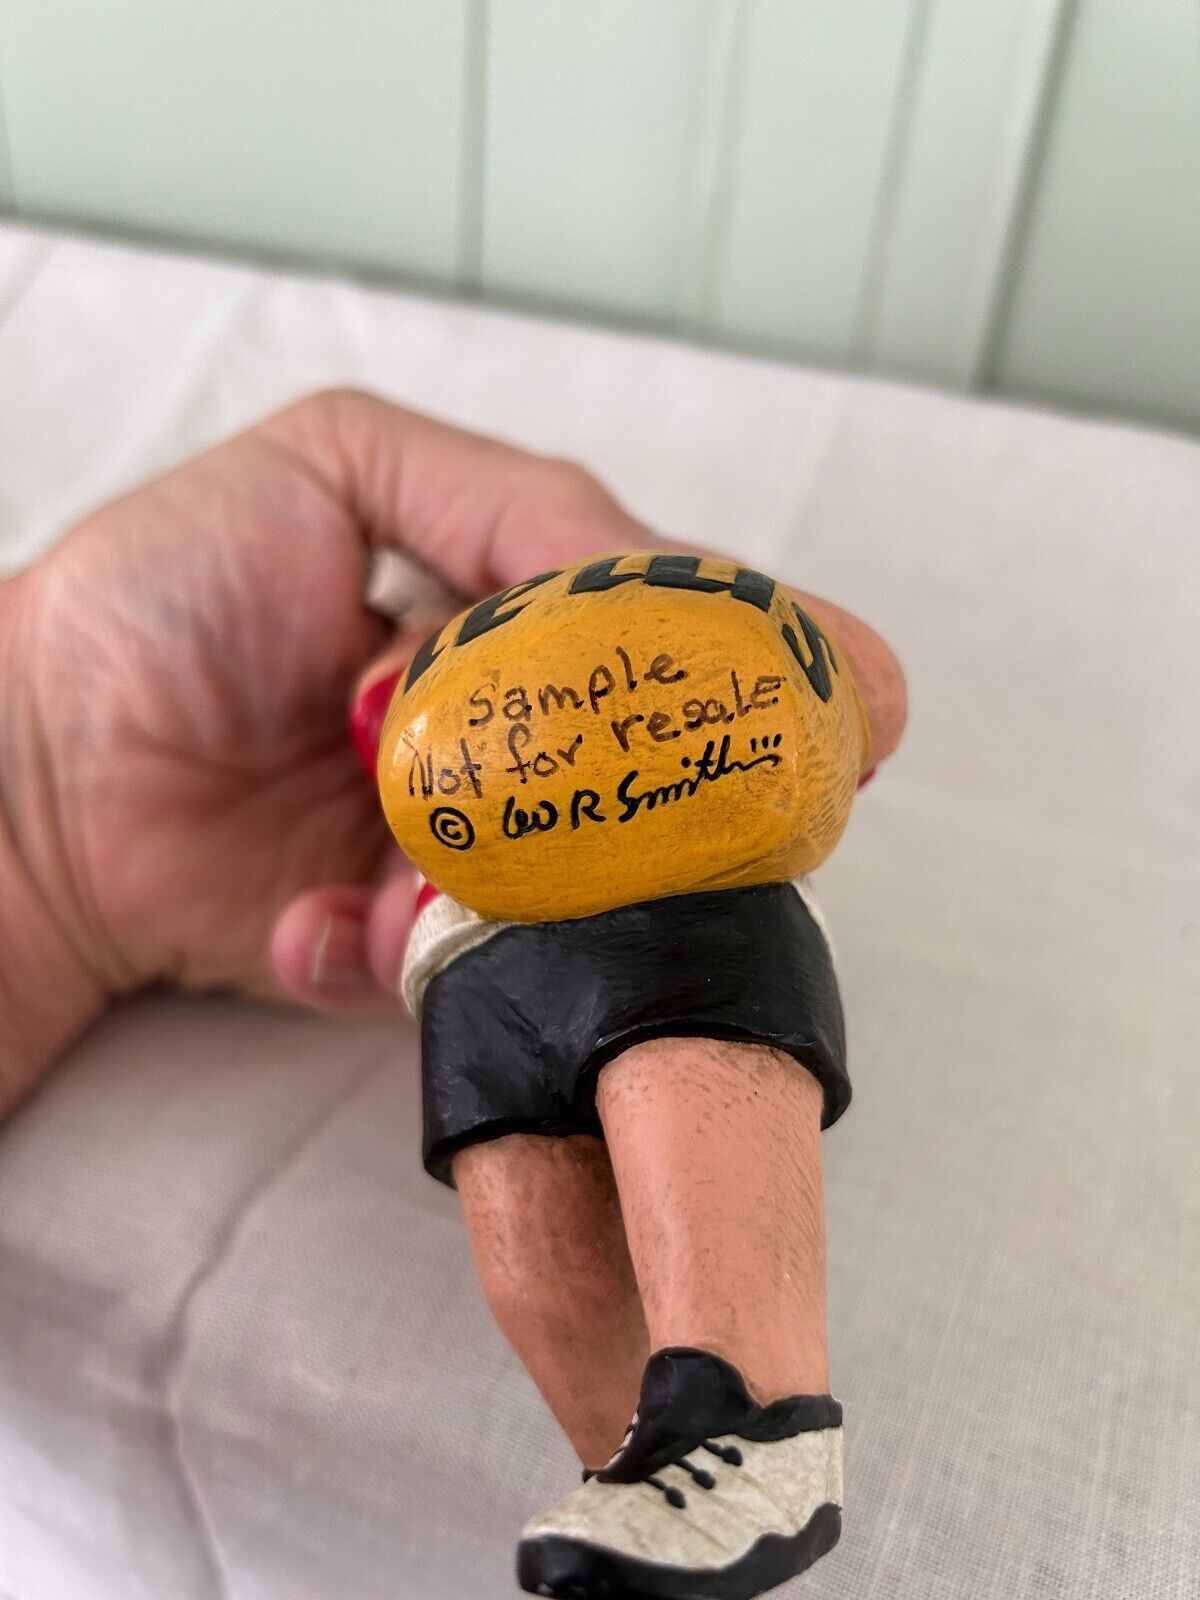 sample
Not for resalE
© Leo R Smith III